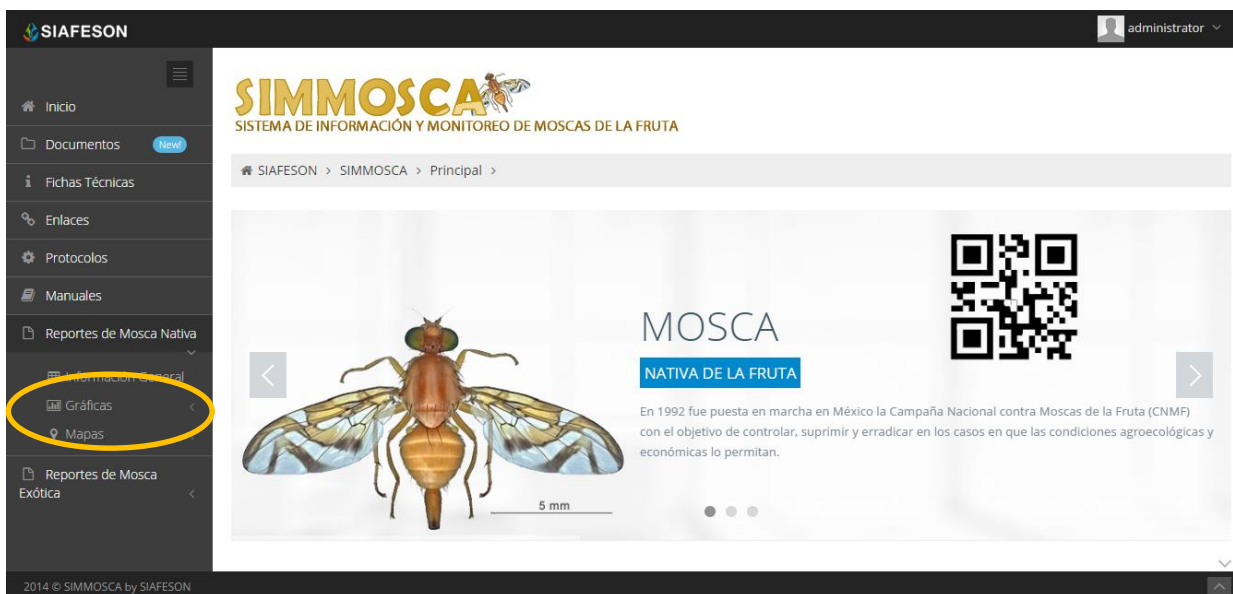 SIAFESON
administrator
Inicio
Documentos New!
Fichas Técnicas
Enlaces
Protocolos
Manuales
Reportes de Mosca Nativa
Información General
Gráficas
Mapas
Reportes de Mosca
Exótica
SIMMOSCA
SISTEMA DE INFORMACIÓN Y MONITOREO DE MOSCAS DE LA FRUTA
SIAFESON > SIMMOSCA > Principal >
MOSCA
NATIVA DE LA FRUTA
En 1992 fue puesta en marcha en México la Campaña Nacional contra Moscas de la Fruta (CNMF)
con el objetivo de controlar, suprimir y erradicar en los casos en que las condiciones agroecológicas y
económicas lo permitan.
5 mm
2014 © SIMMOSCA by SIAFESON